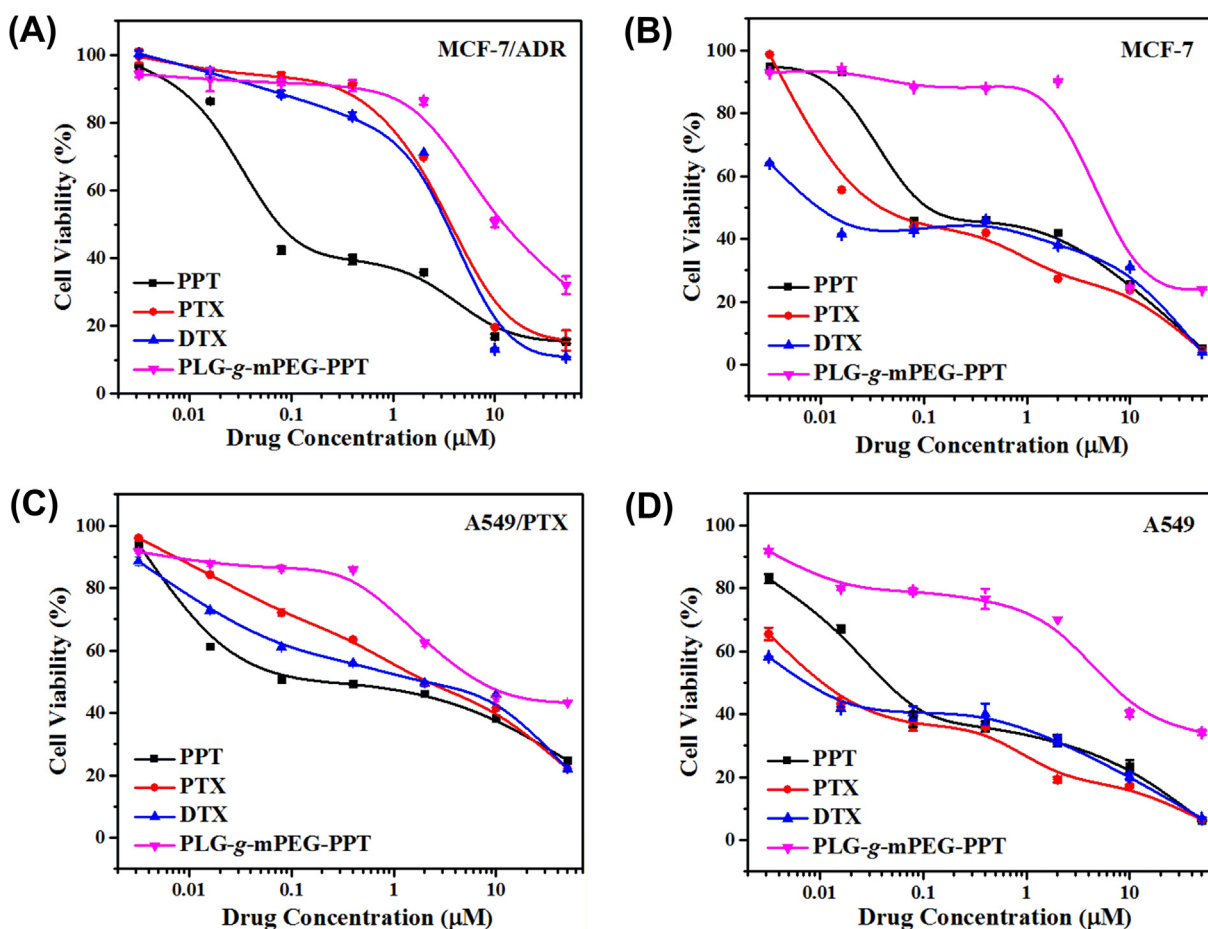 (A)
MCF-7/ADR
100
80
60
40
20
0
Cell Viability (%)
PPT
PTX
DTX
PLG-g-mPEG-PPT
0.01 0.1 1 10
Drug Concentration (μM)
(B)
MCF-7
100
80
60
40
20
0
Cell Viability (%)
PPT
PTX
DTX
PLG-g-mPEG-PPT
0.01 0.1 1 10
Drug Concentration (μM)
(C)
A549/PTX
100
80
60
40
20
0
Cell Viability (%)
PPT
PTX
DTX
PLG-g-mPEG-PPT
0.01 0.1 1 10
Drug Concentration (μM)
(D)
A549
100
80
60
40
20
0
Cell Viability (%)
PPT
PTX
DTX
PLG-g-mPEG-PPT
0.01 0.1 1 10
Drug Concentration (μM)